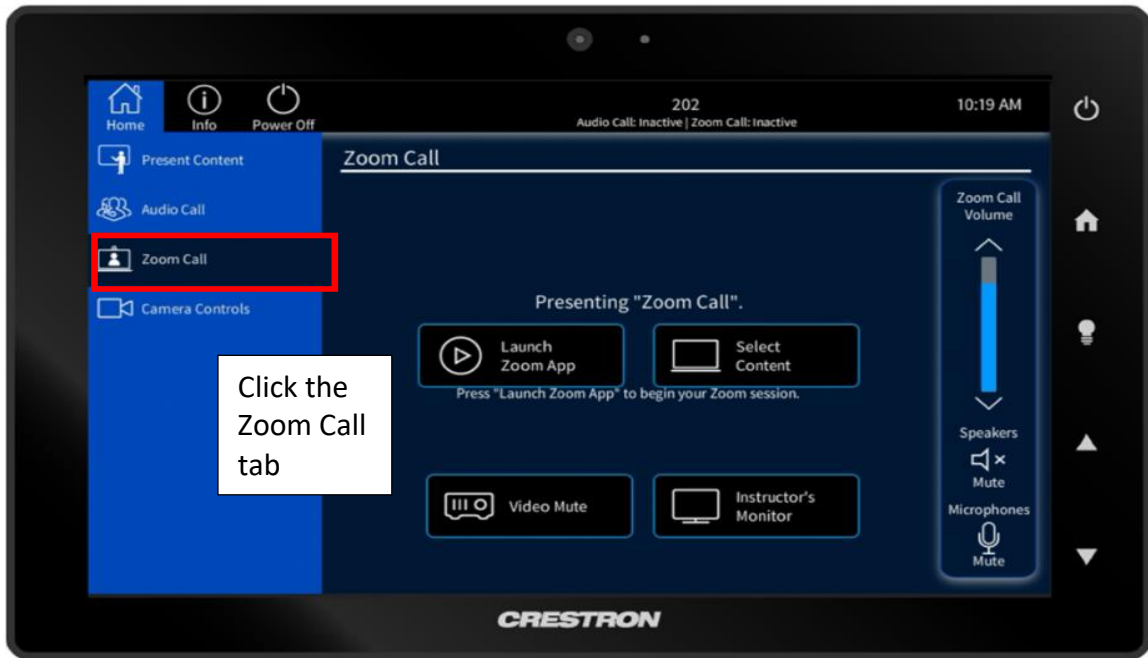 Home
Info
Power Off
202
Audio Call: Inactive | Zoom Call: Inactive
10:19 AM
Present Content
Audio Call
Zoom Call
Camera Controls
Click the
Zoom Call
tab
Zoom Call
Presenting "Zoom Call".
Launch
Zoom App
Select
Content
Press "Launch Zoom App" to begin your Zoom session.
Video Mute
Instructor's
Monitor
Zoom Call
Volume
Speakers
Mute
Microphones
Mute
CRESTRON